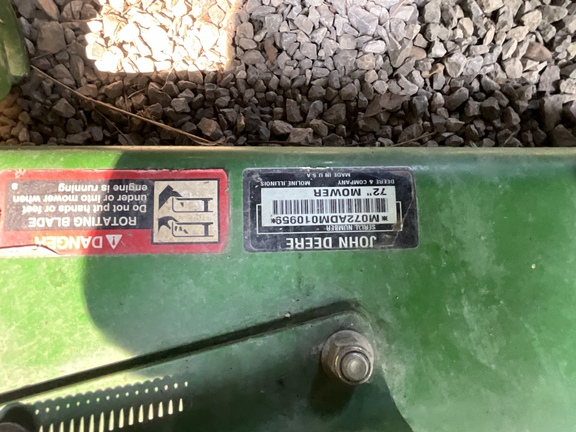 JOHN DEERE
SERIAL NUMBER
*M072ADM010959*
72" MOWER
DEERE & COMPANY MOLINE, ILLINOIS
MADE IN U.S.A.
DANGER
ROTATING BLADE
Do not put hands or feet
under or into mower when
engine is running.